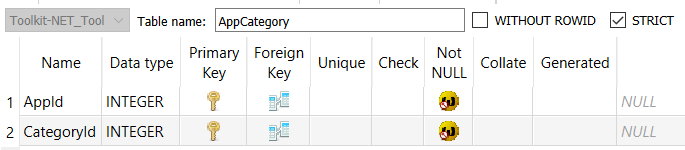 Toolkit-NET_Tool Table name: AppCategory WITHOUT ROWID STRICT
Name Data type Primary Key Foreign Key Unique Check Not NULL Collate Generated
1 AppId INTEGER NULL
2 CategoryId INTEGER NULL